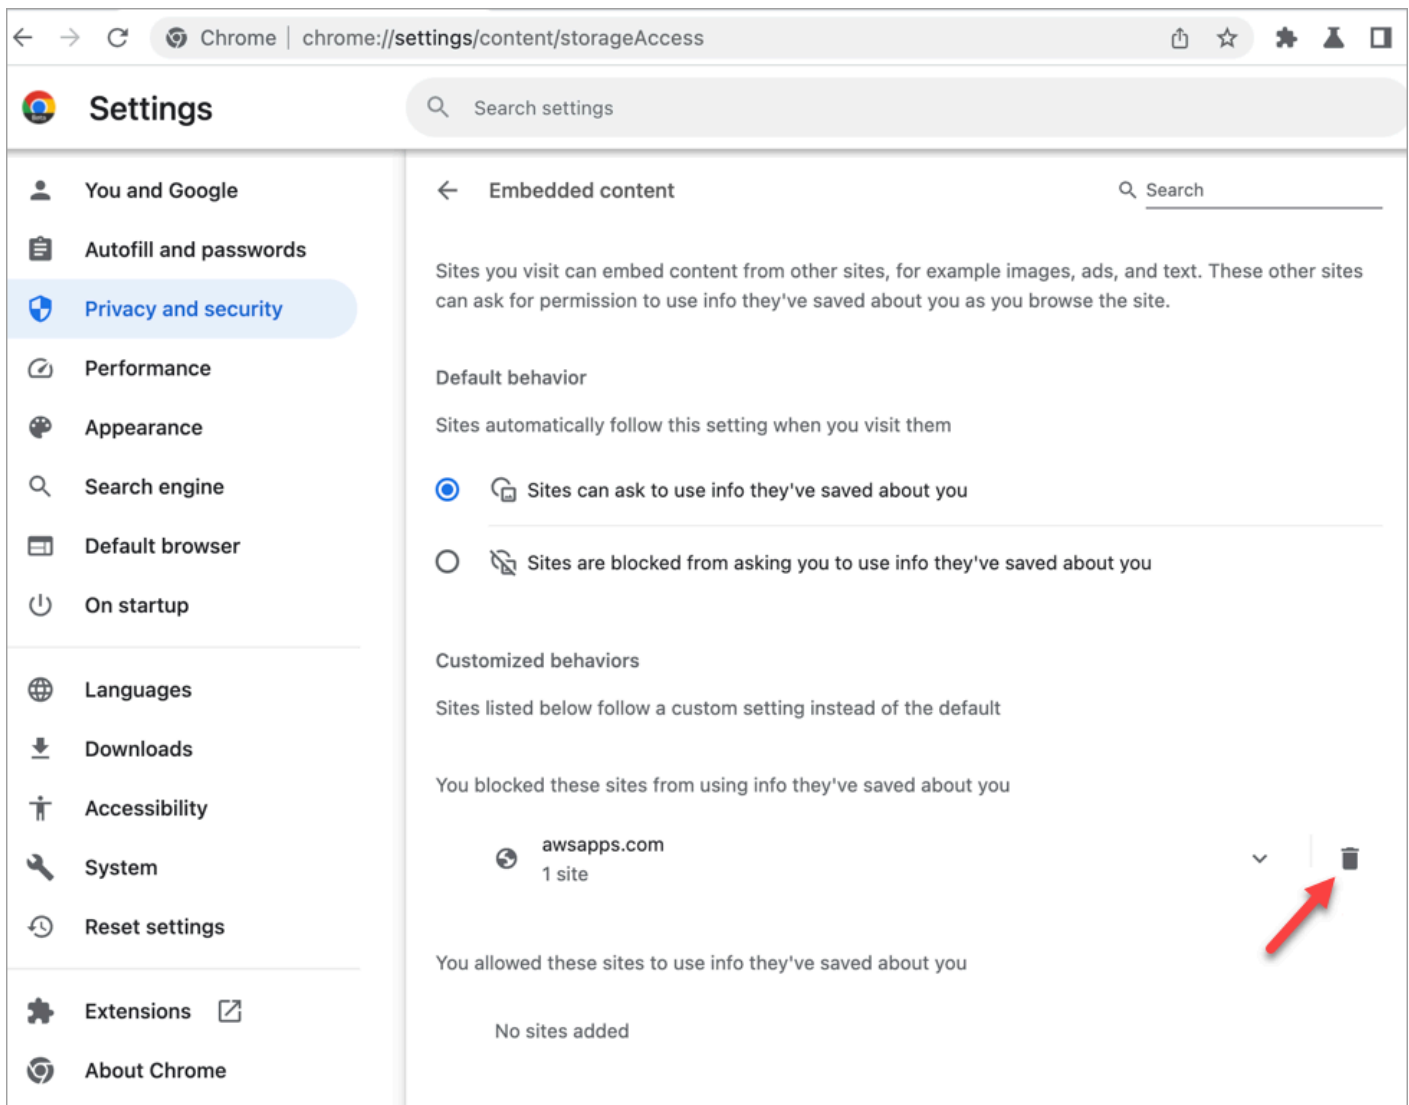 Chrome | chrome://settings/content/storageAccess
Settings
Search settings
You and Google
Autofill and passwords
Privacy and security
Performance
Appearance
Search engine
Default browser
On startup
Languages
Downloads
Accessibility
System
Reset settings
Extensions
About Chrome
Embedded content
Search
Sites you visit can embed content from other sites, for example images, ads, and text. These other sites
can ask for permission to use info they've saved about you as you browse the site.
Default behavior
Sites automatically follow this setting when you visit them
Sites can ask to use info they've saved about you
Sites are blocked from asking you to use info they've saved about you
Customized behaviors
Sites listed below follow a custom setting instead of the default
You blocked these sites from using info they've saved about you
awsapps.com
1 site
You allowed these sites to use info they've saved about you
No sites added